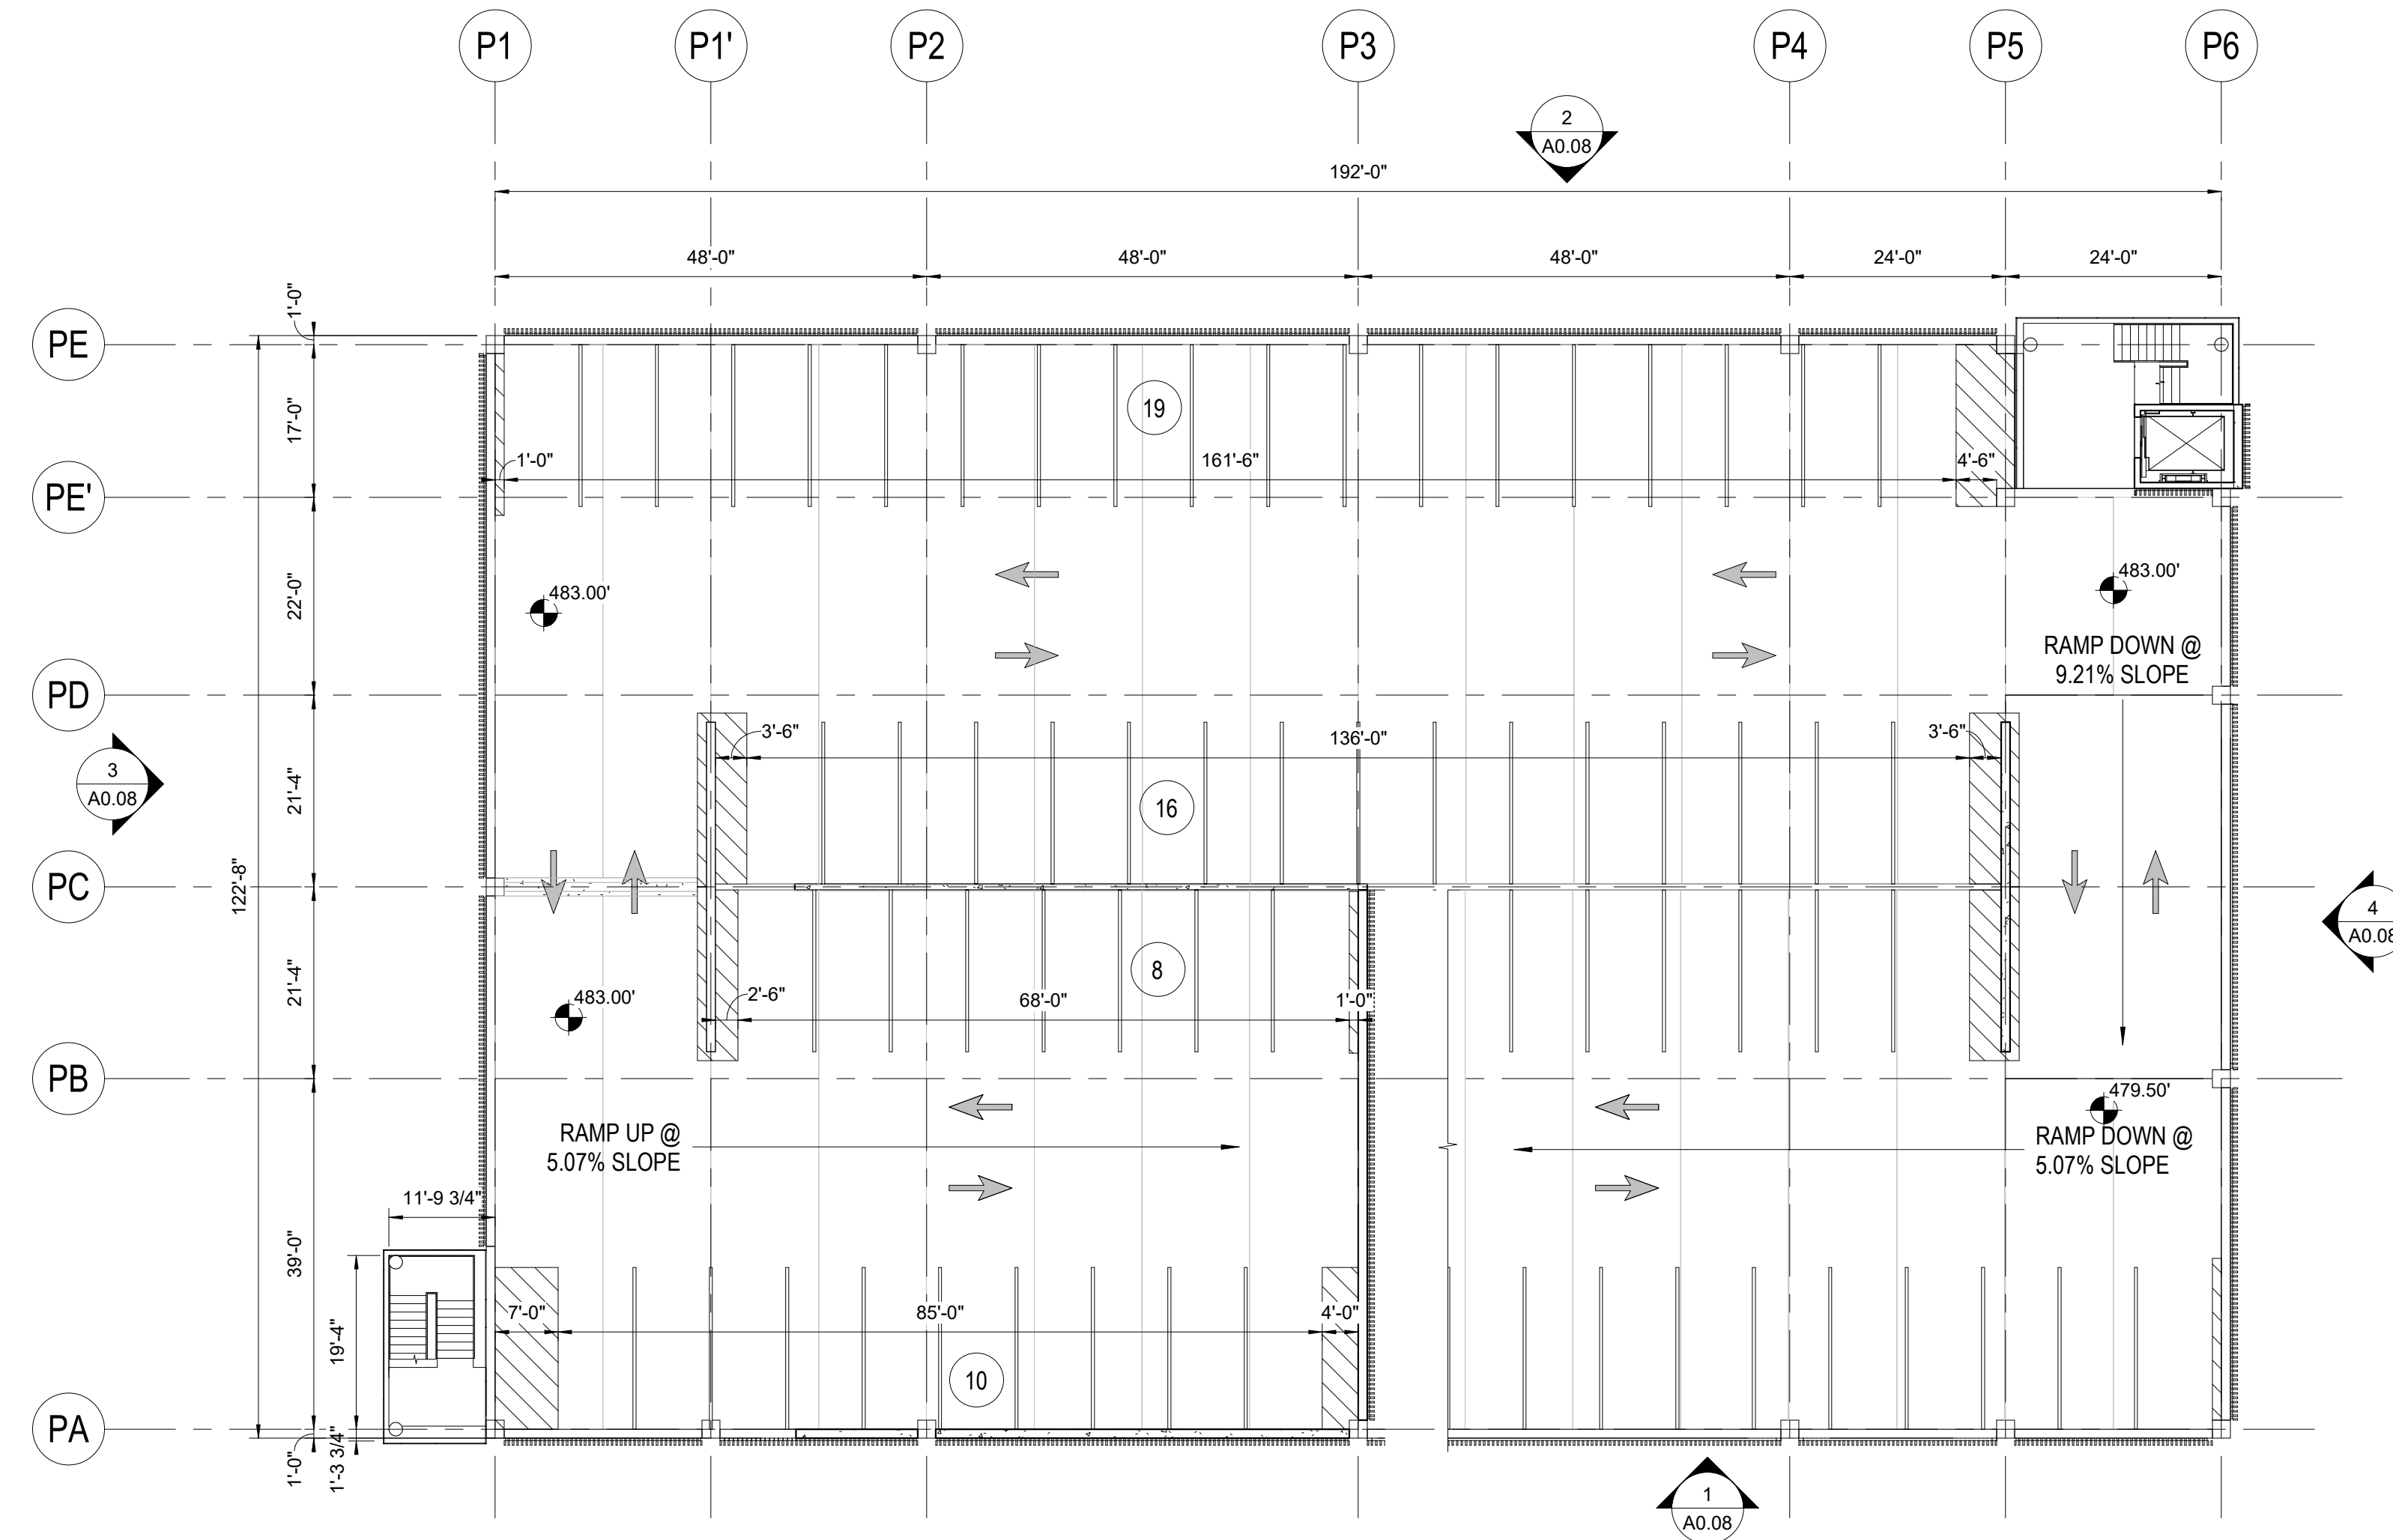 P1
P1'
P2
P3
P4
P5
P6
2
A0.08
192'-0"
48'-0"
48'-0"
48'-0"
24'-0"
24'-0"
1'-0"
PE
17'-0"
19
1'-0"
161'-6"
4'-6"
PE'
22'-0"
483.00'
483.00'
RAMP DOWN @
9.21% SLOPE
PD
3'-6"
136'-0"
3'-6"
3
A0.08
21'-4"
16
PC
122'-8"
4
A0.08
21'-4"
8
483.00'
2'-6"
68'-0"
1'-0"
PB
479.50'
RAMP UP @
5.07% SLOPE
RAMP DOWN @
5.07% SLOPE
11'-9 3/4"
39'-0"
19'-4"
7'-0"
85'-0"
4'-0"
10
PA
1'-0"
1'-3 3/4"
1
A0.08